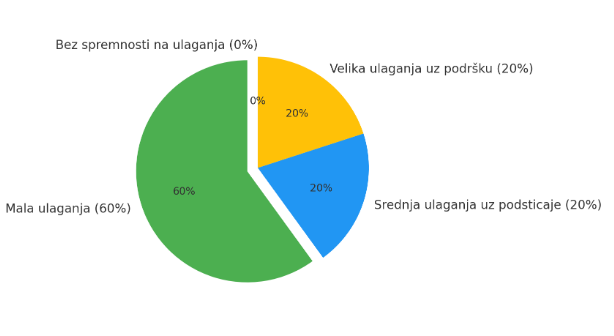 Bez spremnosti na ulaganja (0%)
Velika ulaganja uz podršku (20%)
0%
20%
60%
20%
Mala ulaganja (60%)
Srednja ulaganja uz podsticaje (20%)